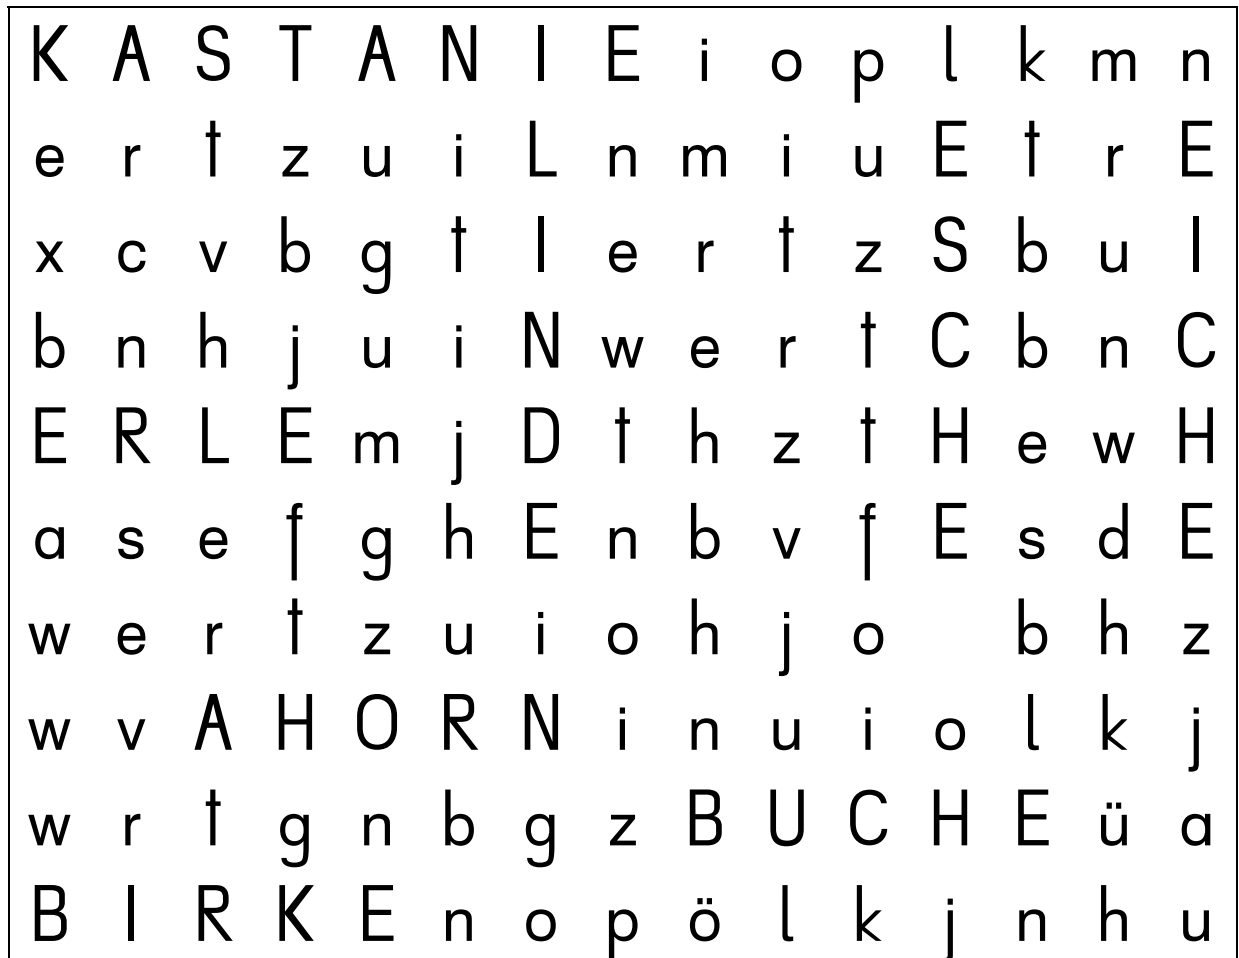 K A S T A N I E i o p l k m n
e r t z u i L n m i u E t r E
x c v b g t I e r t z S b u I
b n h j u i N w e r t C b n C
E R L E m j D t h z t H e w H
a s e f g h E n b v f E s d E
w e r t z u i o h j o b h z
w v A H O R N i n u i o l k j
w r t g n b g z B U C H E ü a
B I R K E n o p ö l k j n h u